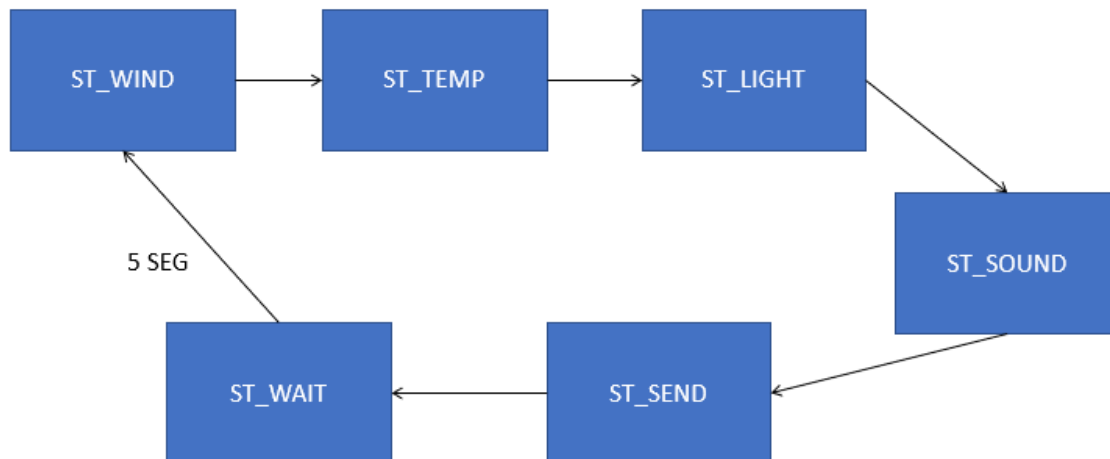 ST_WIND
ST_TEMP
ST_LIGHT
ST_SOUND
5 SEG
ST_WAIT
ST_SEND